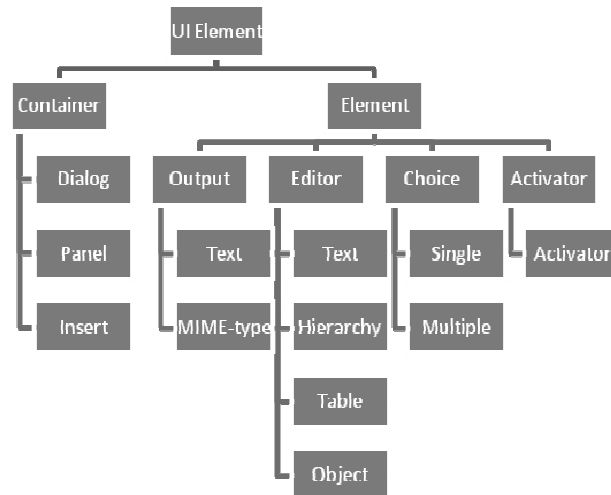 UI Element
Container
Element
Dialog
Output
Editor
Choice
Activator
Panel
Text
Text
Single
Activator
Insert
MIME-type
Hierarchy
Multiple
Table
Object